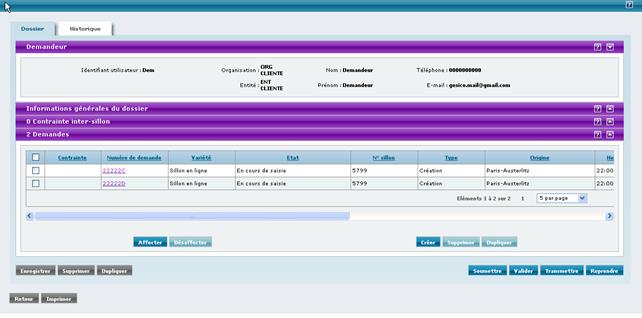 Dossier Historique
Demandeur
Identifiant utilisateur : Dem Organisation : ORG CLIENTE Nom : Demandeur Téléphone : 0000000000
Entité : ENT CLIENTE Prénom : Demandeur E-mail : gesico.mail@gmail.com
Informations générales du dossier
0 Contrainte inter-sillon
2 Demandes
Contrainte Numéro de demande Variété Etat N° sillon Type Origine He
22222C Sillon en ligne En cours de saisie 5799 Création Paris-Austerlitz 22:00
22222D Sillon en ligne En cours de saisie 5799 Création Paris-Austerlitz 22:00
Eléments 1 à 2 sur 2 1 5 par page
Affecter Désaffecter Créer Supprimer Dupliquer
Enregistrer Supprimer Dupliquer Soumettre Valider Transmettre Reprendre
Retour Imprimer